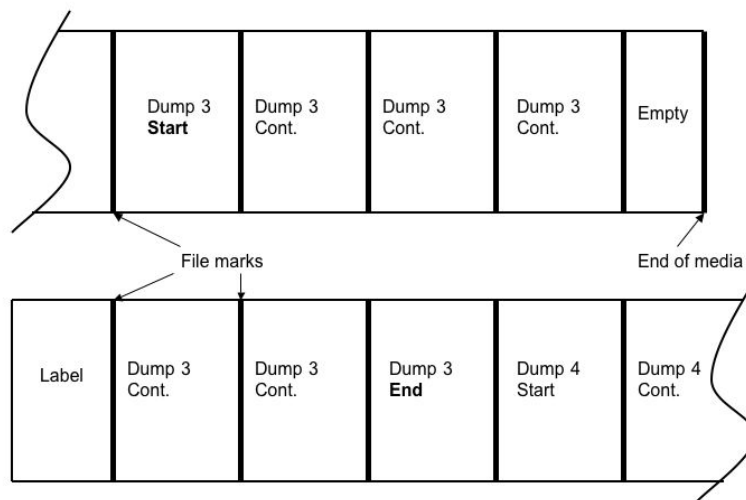 Dump 3
Start
Dump 3
Cont.
Dump 3
Cont.
Dump 3
Cont.
Empty
File marks
End of media
Label
Dump 3
Cont.
Dump 3
Cont.
Dump 3
End
Dump 4
Start
Dump 4
Cont.